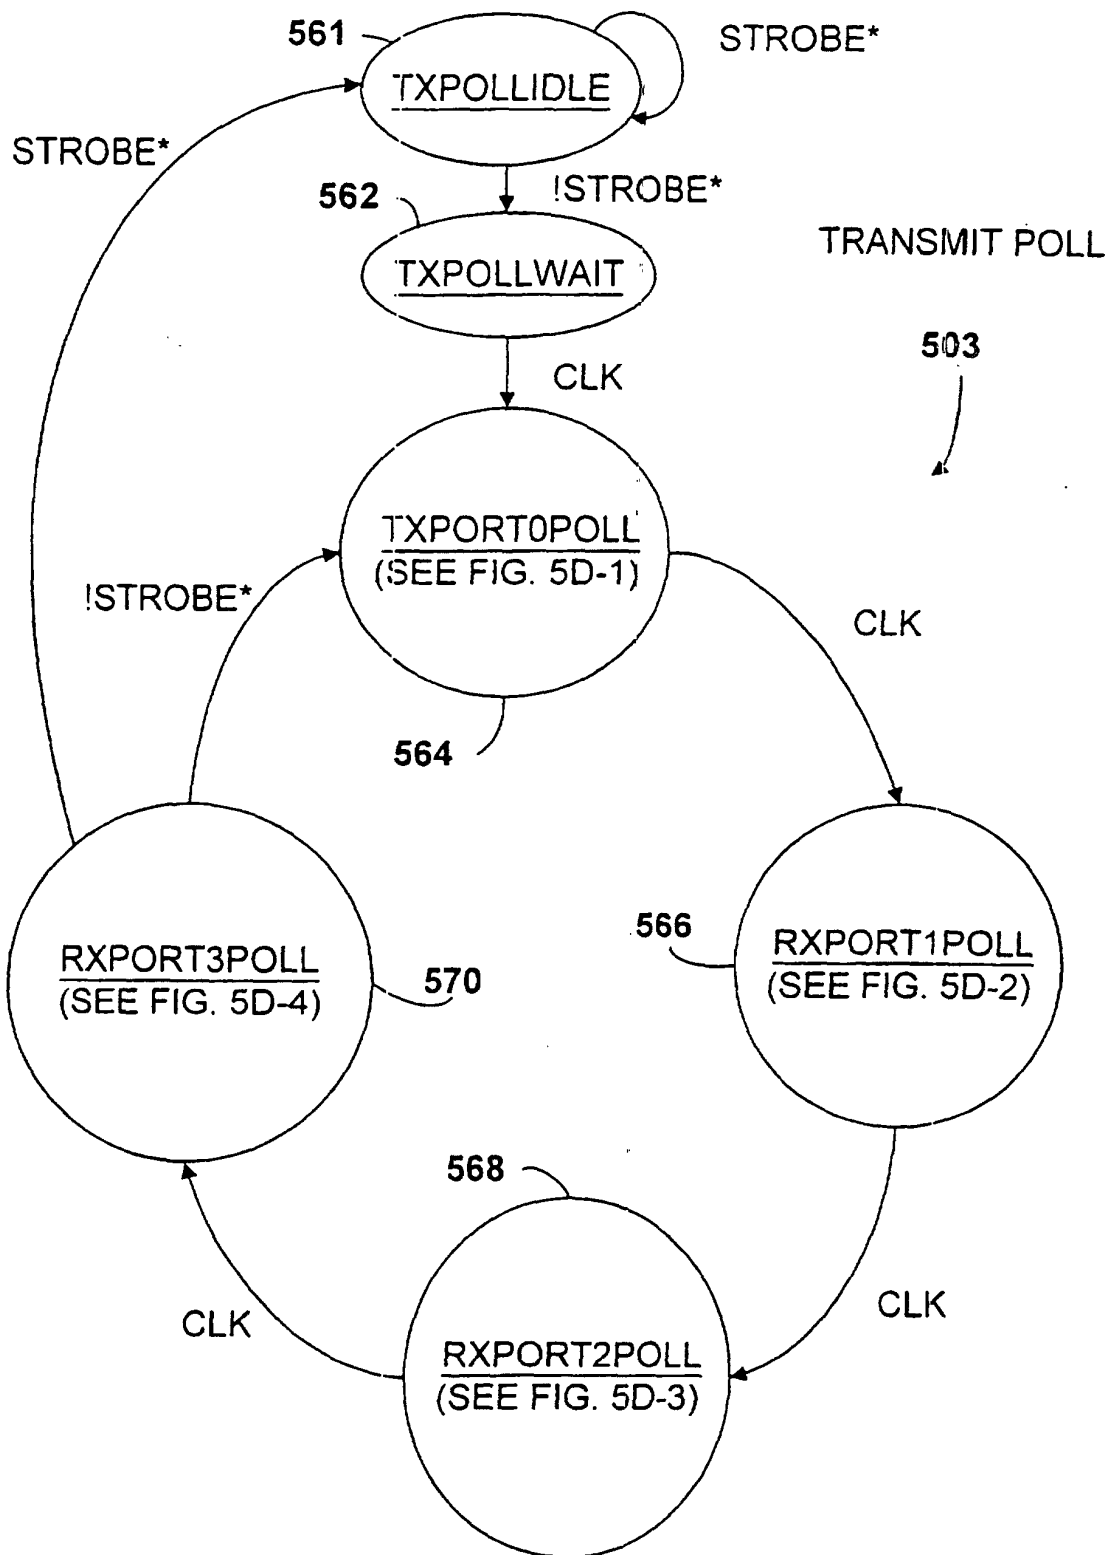 561
STROBE*
TXPOLLIDLE
STROBE*
562
!STROBE*
TXPOLLWAIT
TRANSMIT POLL
503
CLK
TXPORT0POLL
(SEE FIG. 5D-1)
!STROBE*
CLK
564
566
RXPORT1POLL
(SEE FIG. 5D-2)
RXPORT3POLL
(SEE FIG. 5D-4)
570
568
CLK
CLK
RXPORT2POLL
(SEE FIG. 5D-3)